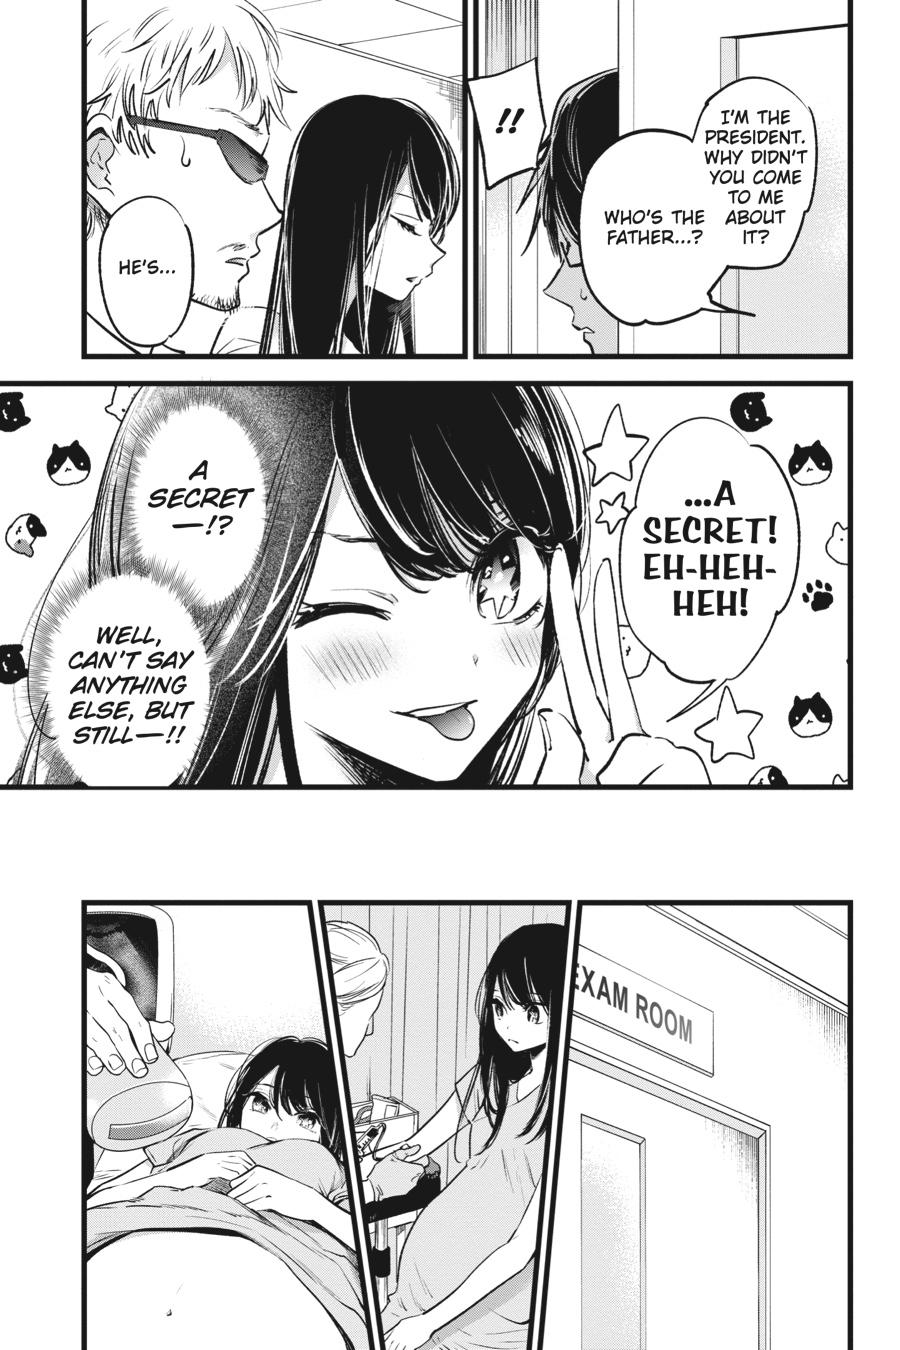 I'M THE
PRESIDENT.
WHY DIDN'T
YOU COME
TO ME
ABOUT
IT?
WHO'S THE
FATHER...?
!!
HE'S...
...A
SECRET!
EH-HEH-
HEH!
A
SECRET
—!?
WELL,
CAN'T SAY
ANYTHING
ELSE, BUT
STILL—!!
EXAM ROOM